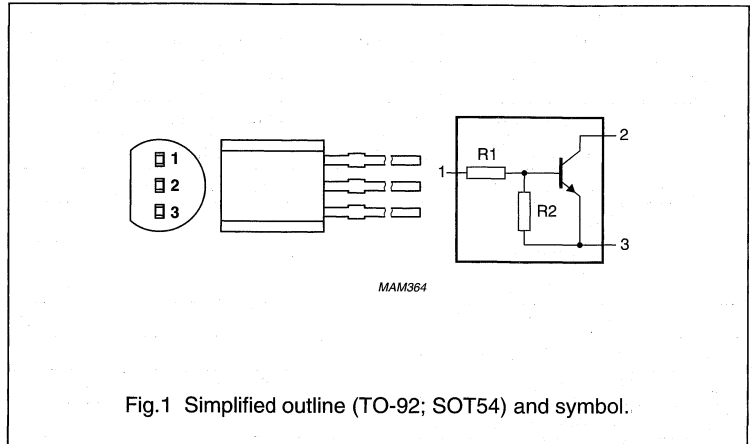 1
2
3
R1
R2
1
2
3
MAM364
Fig.1 Simplified outline (TO-92; SOT54) and symbol.